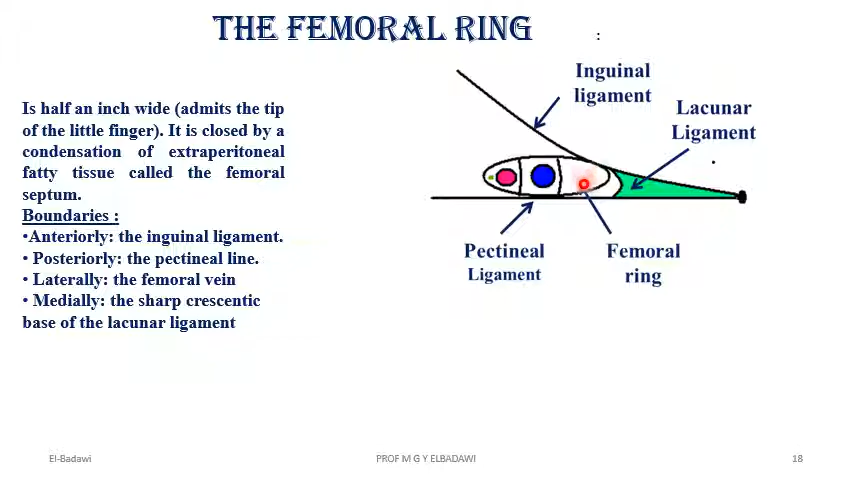 THE FEMORAL RING
:
Inguinal
ligament
Lacunar
Ligament
Is half an inch wide (admits the tip
of the little finger). It is closed by a
condensation of extraperitoneal
fatty tissue called the femoral
septum.
Boundaries :
•Anteriorly: the inguinal ligament.
• Posteriorly: the pectineal line.
• Laterally: the femoral vein
• Medially: the sharp crescentic
base of the lacunar ligament
Pectineal
Ligament
Femoral
ring
El-Badawi
PROF M G Y ELBADAWI
18